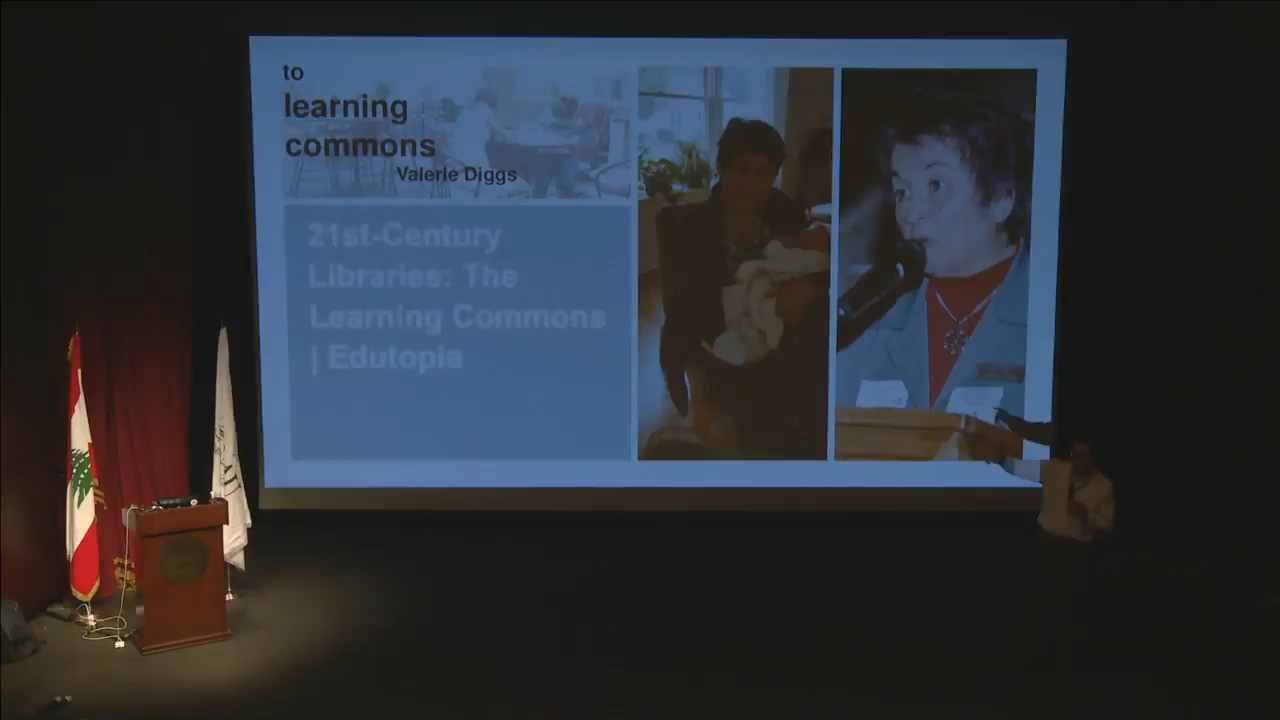 to
learning
commons
Valerie Diggs
21st-Century
Libraries: The
Learning Commons
| Edutopia